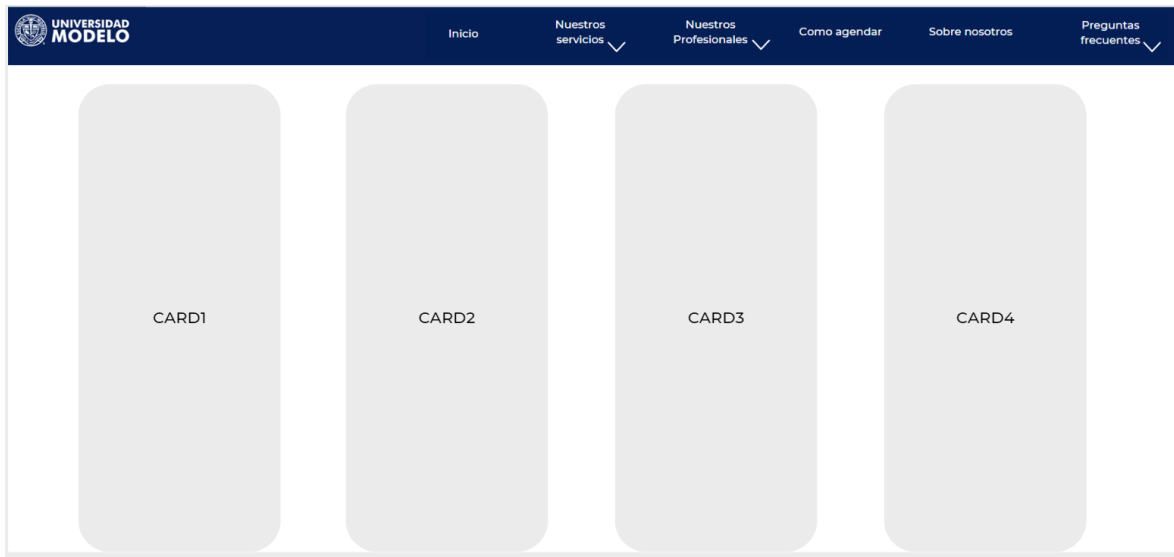 UNIVERSIDAD
MODELO
Inicio
Nuestros
servicios
Nuestros
Profesionales
Como agendar
Sobre nosotros
Preguntas
frecuentes
CARD1
CARD2
CARD3
CARD4